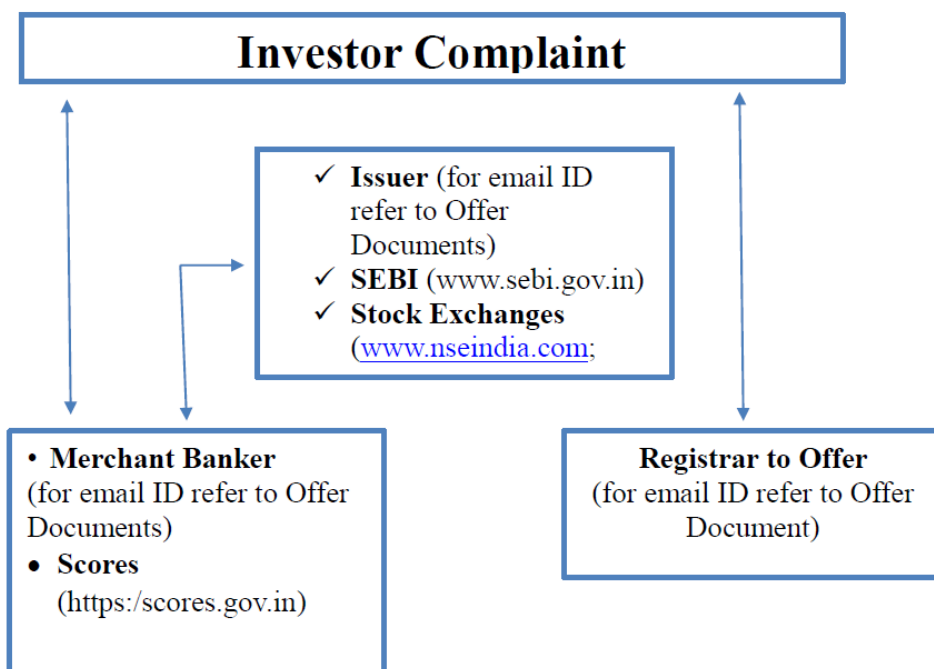 Investor Complaint
✓ Issuer (for email ID
refer to Offer
Documents)
✓ SEBI (www.sebi.gov.in)
✓ Stock Exchanges
(www.nseindia.com;
• Merchant Banker
(for email ID refer to Offer
Documents)
• Scores
(https:/scores.gov.in)
Registrar to Offer
(for email ID refer to Offer
Document)